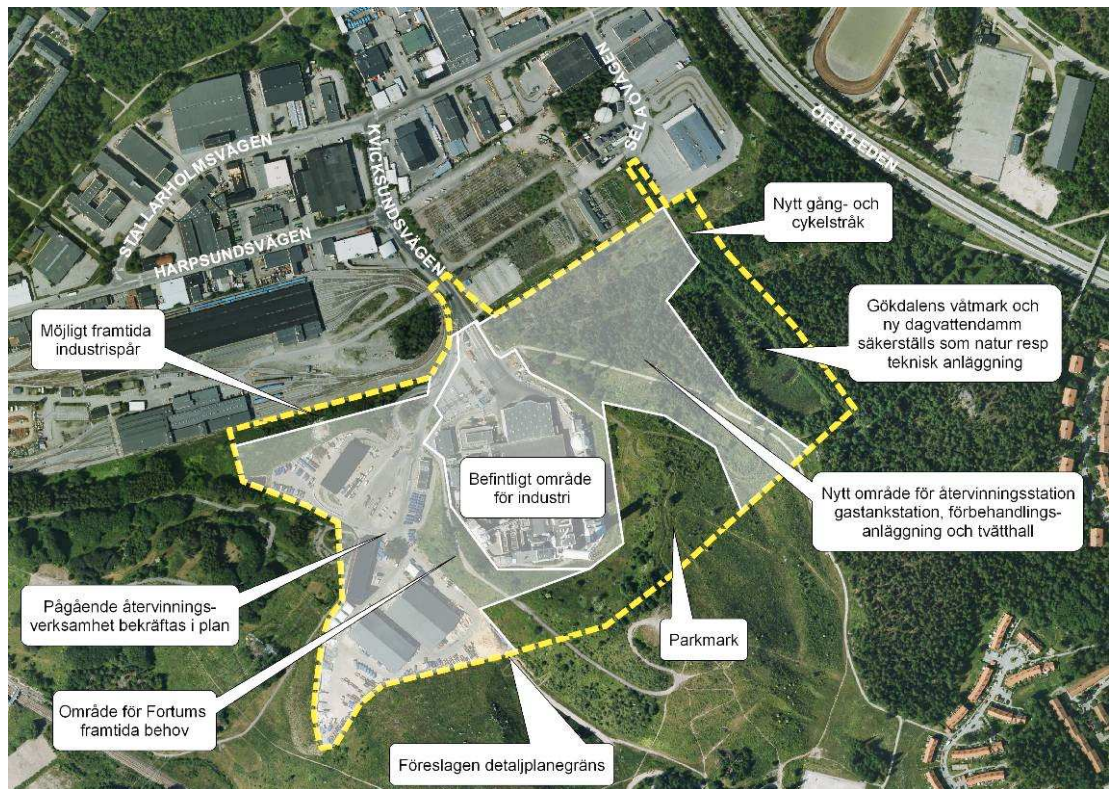 SELAÖVÄGEN
ÖRBYLEDEN
STALLARHOLMSVÄGEN
KVICKSUNDSVÄGEN
HARPSUNDSVÄGEN
Nytt gång- och
cykelstråk
Möjligt framtida
industrispår
Gökdalens våtmark och
ny dagvattendamm
säkerställs som natur resp
teknisk anläggning
Befintligt område
för industri
Nytt område för återvinningsstation
gastankstation, förbehandlings-
anläggning och tvätthall
Pågående återvinnings-
verksamhet bekräftas i plan
Parkmark
Område för Fortums
framtida behov
Föreslagen detaljplanegräns